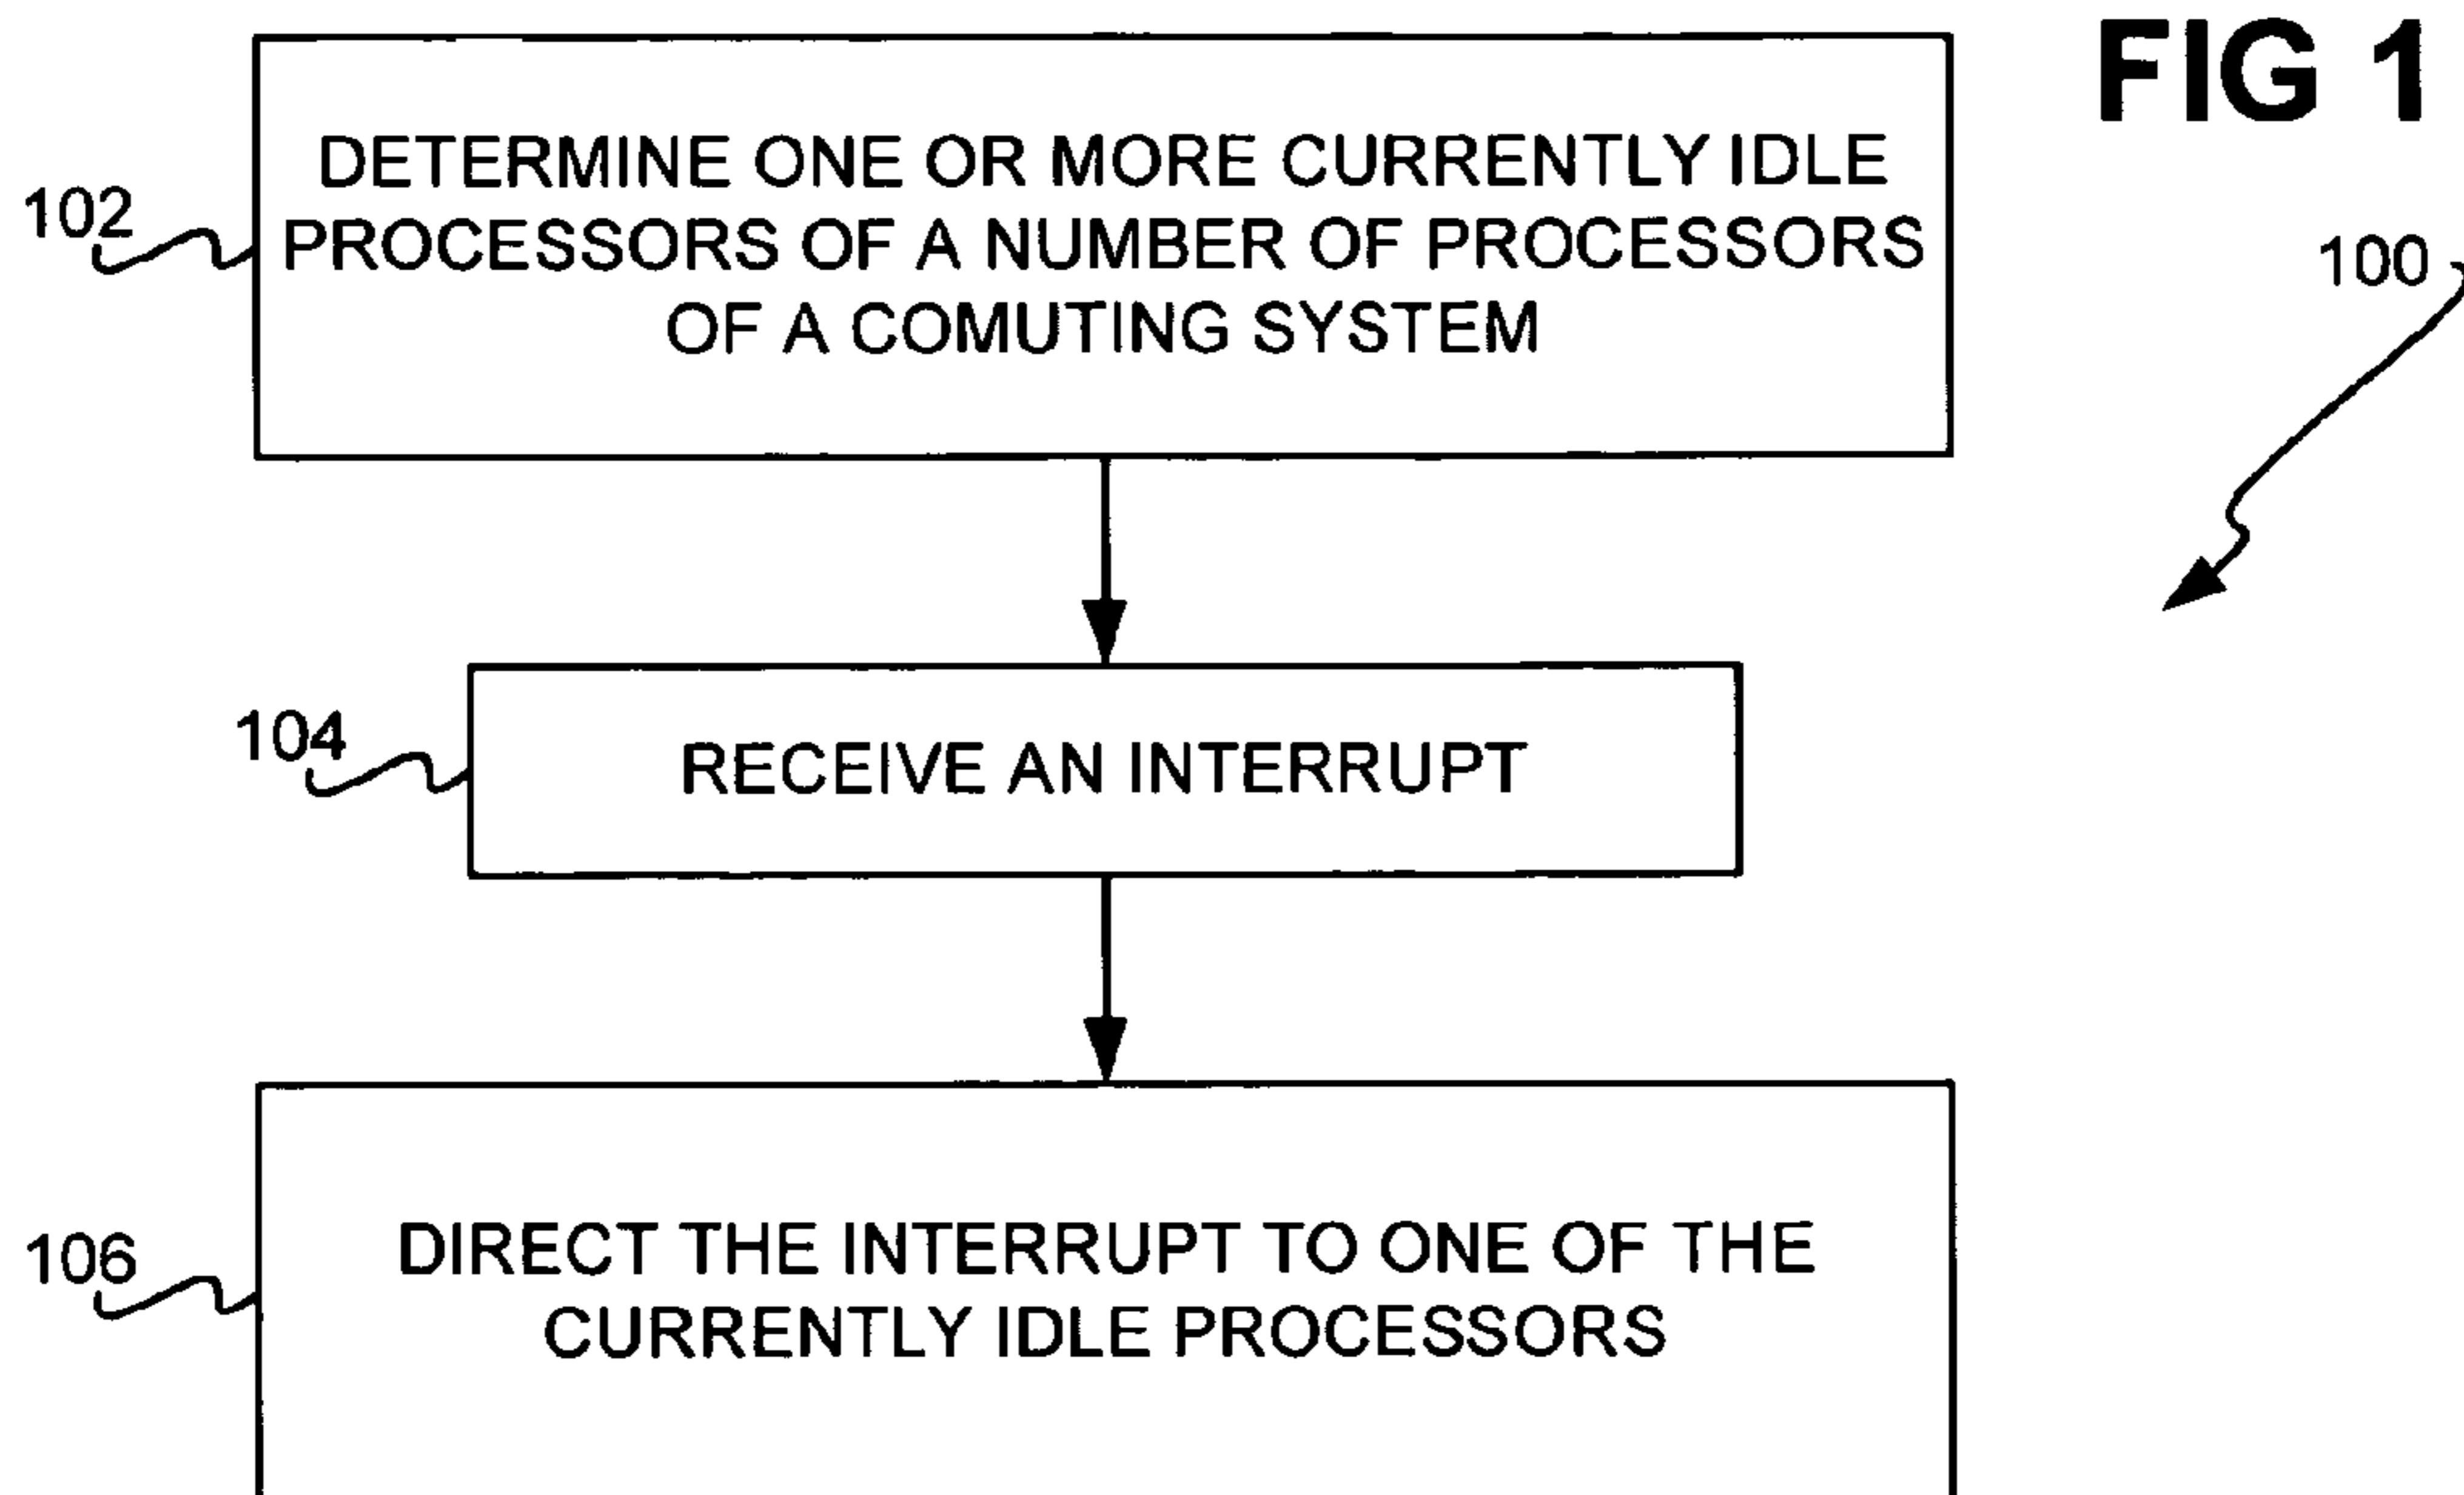 FIG 1
DETERMINE ONE OR MORE CURRENTLY IDLE
102
PROCESSORS OF A NUMBER OF PROCESSORS
100
OF A COMUTING SYSTEM
104
RECEIVE AN INTERRUPT
106
DIRECT THE INTERRUPT TO ONE OF THE
CURRENTLY IDLE PROCESSORS